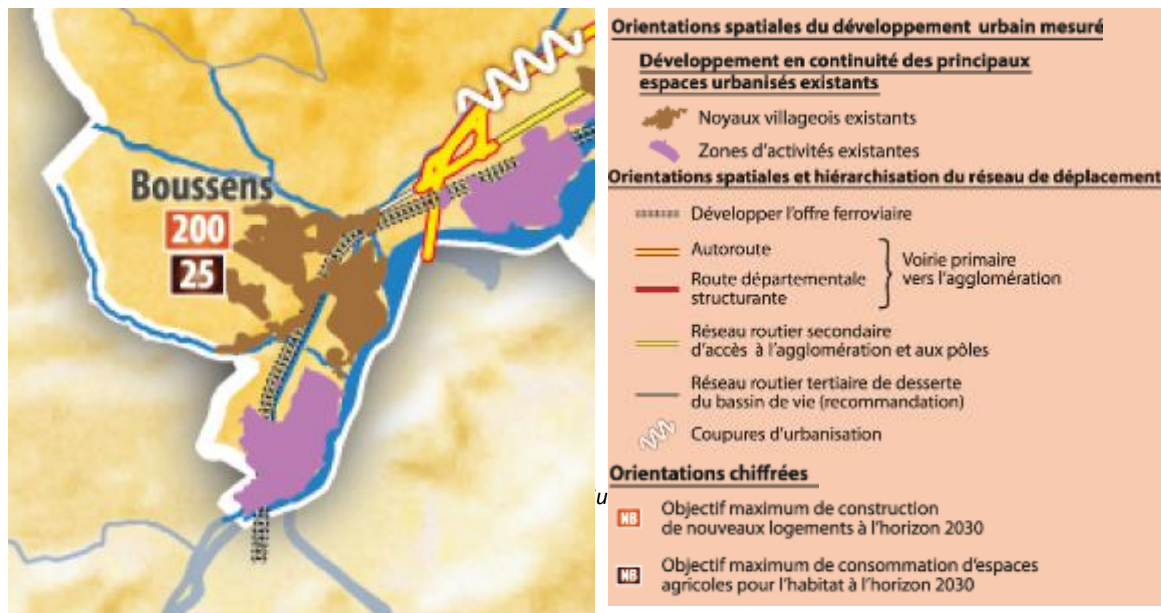 Boussens
200
25
Orientations spatiales du développement urbain mesuré
Développement en continuité des principaux
espaces urbanisés existants
Noyaux villageois existants
Zones d'activités existantes
Orientations spatiales et hiérarchisation du réseau de déplacement
Développer l'offre ferroviaire
Autoroute
Route départementale
structurante
Voirie primaire
vers l'agglomération
Réseau routier secondaire
d'accès à l'agglomération et aux pôles
Réseau routier tertiaire de desserte
du bassin de vie (recommandation)
Coupures d'urbanisation
Orientations chiffrées
NB
Objectif maximum de construction
de nouveaux logements à l'horizon 2030
NB
Objectif maximum de consommation d'espaces
agricoles pour l'habitat à l'horizon 2030